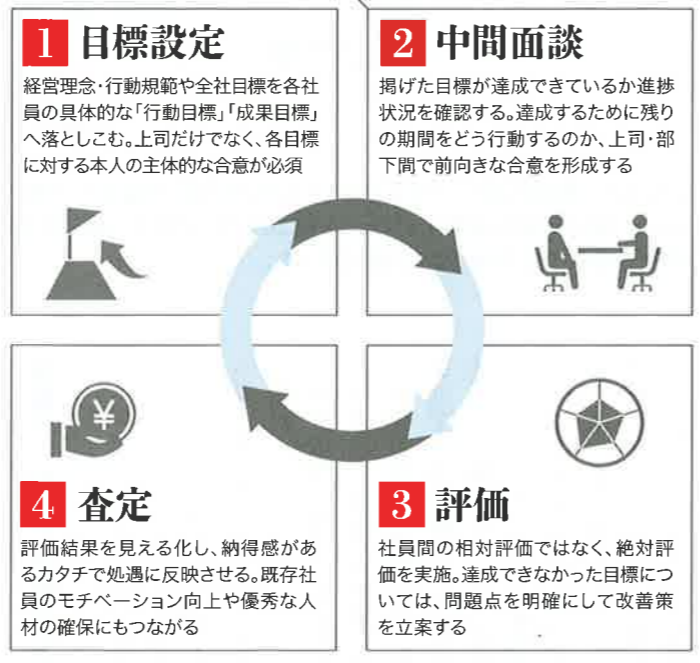 1 目標設定
経営理念・行動規範や全社目標を各社
員の具体的な「行動目標」「成果目標」
へ落としこむ。上司だけでなく、各目標
に対する本人の主体的な合意が必須
2 中間面談
掲げた目標が達成できているか進捗
状況を確認する。達成するために残り
の期間をどう行動するのか、上司・部
下間で前向きな合意を形成する
¥
4 査定
評価結果を見える化し、納得感があ
るカタチで処遇に反映させる。既存社
員のモチベーション向上や優秀な人
材の確保にもつながる
3 評価
社員間の相対評価ではなく、絶対評
価を実施。達成できなかった目標につ
いては、問題点を明確にして改善策
を立案する